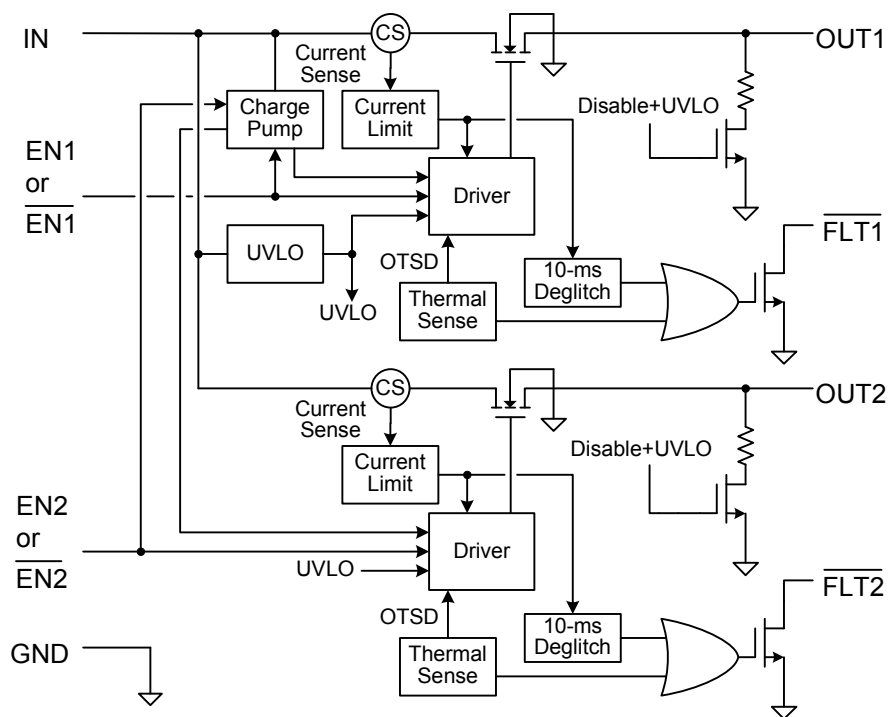 IN
CS
OUT1
Current
Sense
Charge
Pump
Current
Limit
Disable+UVLO
EN1
or
EN1
Driver
FLT1
UVLO
OTSD
10-ms
Deglitch
UVLO
Thermal
Sense
CS
OUT2
Current
Sense
Current
Limit
Disable+UVLO
EN2
or
EN2
Driver
UVLO
FLT2
OTSD
10-ms
Deglitch
GND
Thermal
Sense